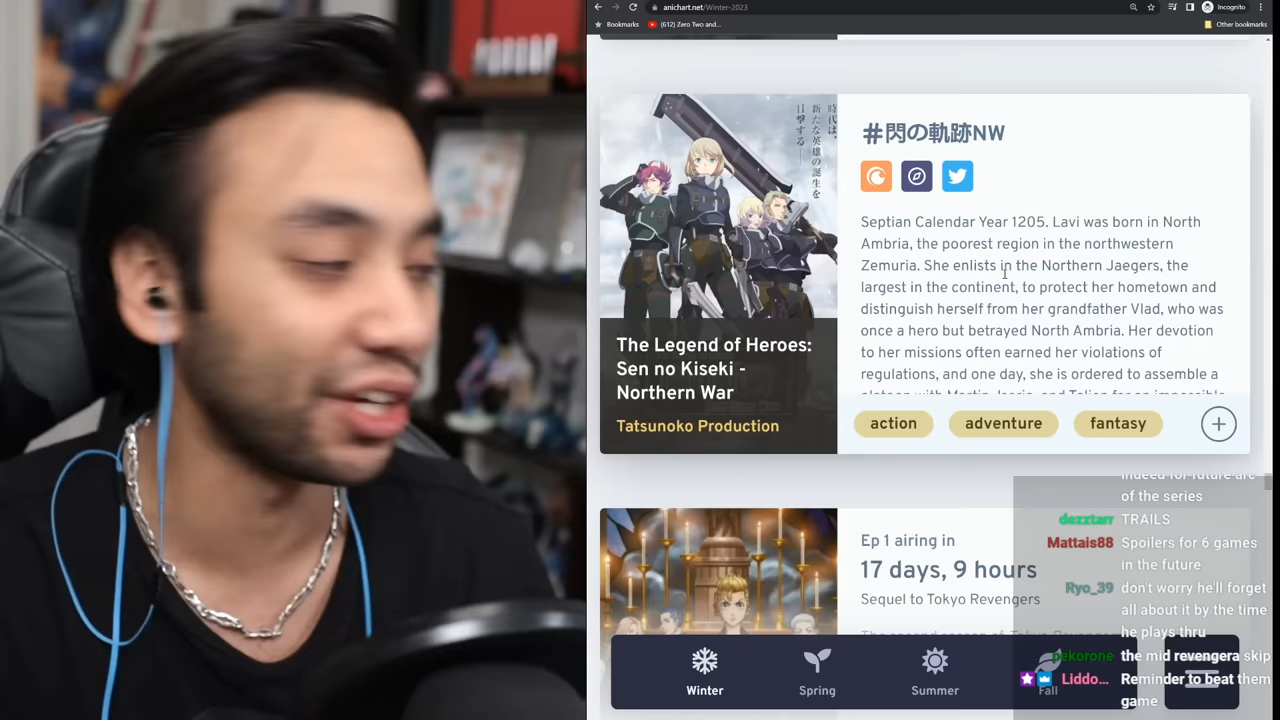 anichart.net/Winter-2023
Incognito
Bookmarks
(612) Zero Two and...
Other bookmarks
時代は、
新たな英雄の誕生を
目撃する——
#閃の軌跡NW
Septian Calendar Year 1205. Lavi was born in North
Ambria, the poorest region in the northwestern
Zemuria. She enlists in the Northern Jaegers, the
largest in the continent, to protect her hometown and
distinguish herself from her grandfather Vlad, who was
once a hero but betrayed North Ambria. Her devotion
to her missions often earned her violations of
regulations, and one day, she is ordered to assemble a
The Legend of Heroes:
Sen no Kiseki -
Northern War
Tatsunoko Production
action adventure fantasy
Ep 1 airing in
17 days, 9 hours
Sequel to Tokyo Revengers
indeed for future arc
of the series
dezztarr TRAILS
Mattais88 Spoilers for 6 games
in the future
Ryo_39 don't worry he'll forget
all about it by the time
he plays thru
pekorone the mid revengera skip
Liddo... Reminder to beat them
game
Winter Spring Summer Fall